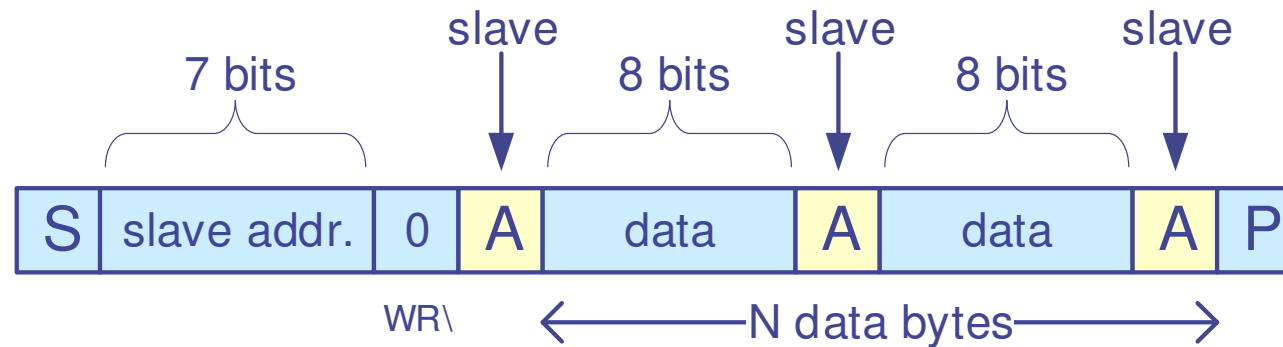 slave slave slave
7 bits 8 bits 8 bits
S slave addr. 0 A data A data A P
WR\ N data bytes